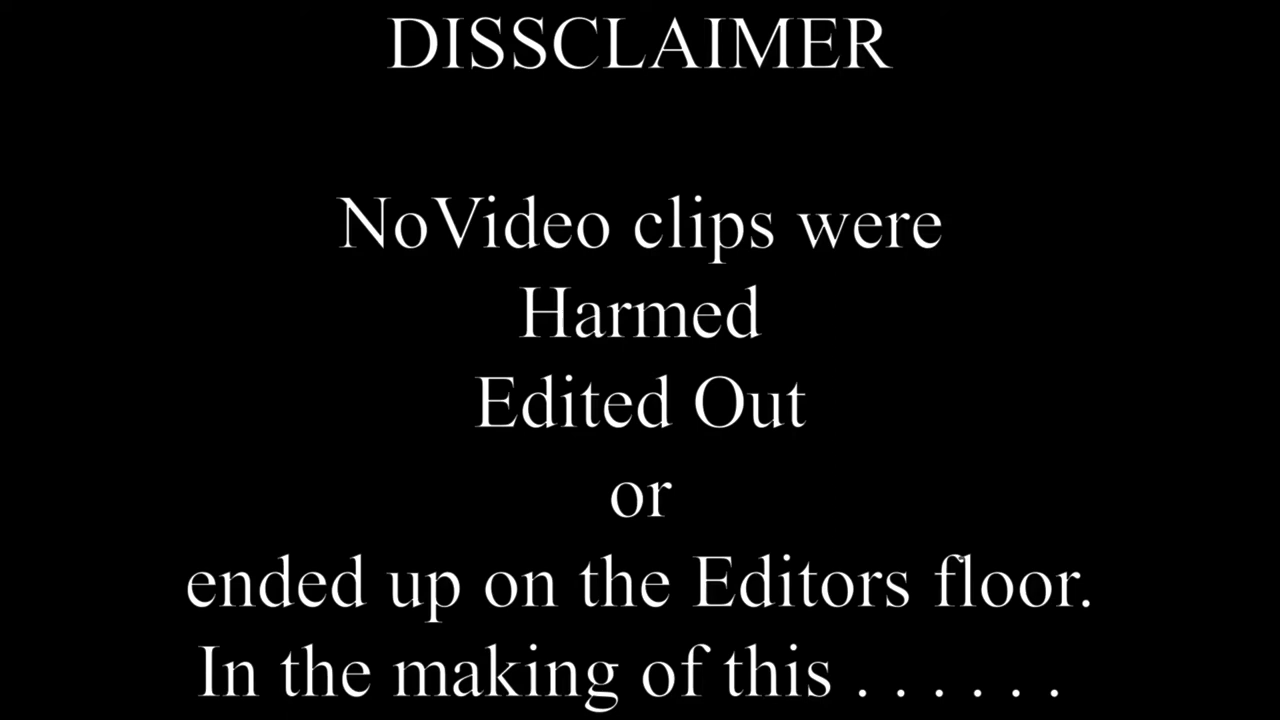 DISSCLAIMER
NoVideo clips were
Harmed
Edited Out
or
ended up on the Editors floor.
In the making of this . . . . . .